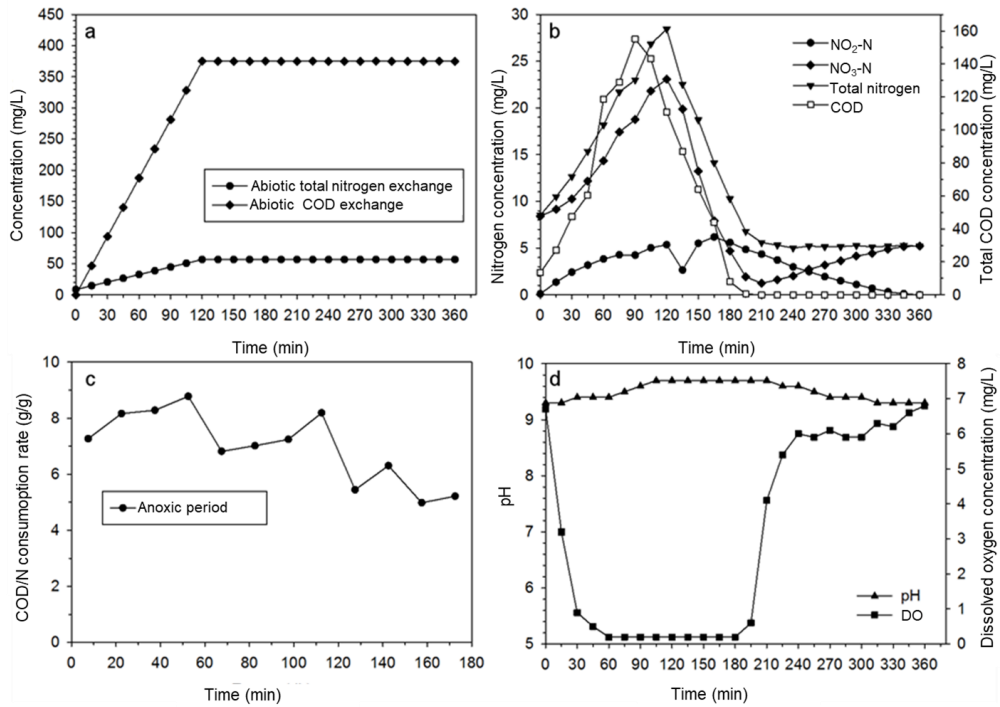 a
450
400
350
300
250
200
150
100
50
0
Concentration (mg/L)
Abiotic total nitrogen exchange
Abiotic COD exchange
0 30 60 90 120 150 180 210 240 270 300 330 360
Time (min)
b
30
25
20
15
10
5
0
Nitrogen concentration (mg/L)
NO2-N
NO3-N
Total nitrogen
COD
160
140
120
100
80
60
40
20
0
Total COD concentration (mg/L)
0 30 60 90 120 150 180 210 240 270 300 330 360
Time (min)
c
10
8
6
4
2
0
COD/N consumoption rate (g/g)
Anoxic period
0 20 40 60 80 100 120 140 160 180
Time (min)
d
10
9
8
7
6
5
pH
pH
DO
8
7
6
5
4
3
2
1
0
Dissolved oxygen concentration (mg/L)
0 30 60 90 120 150 180 210 240 270 300 330 360
Time (min)